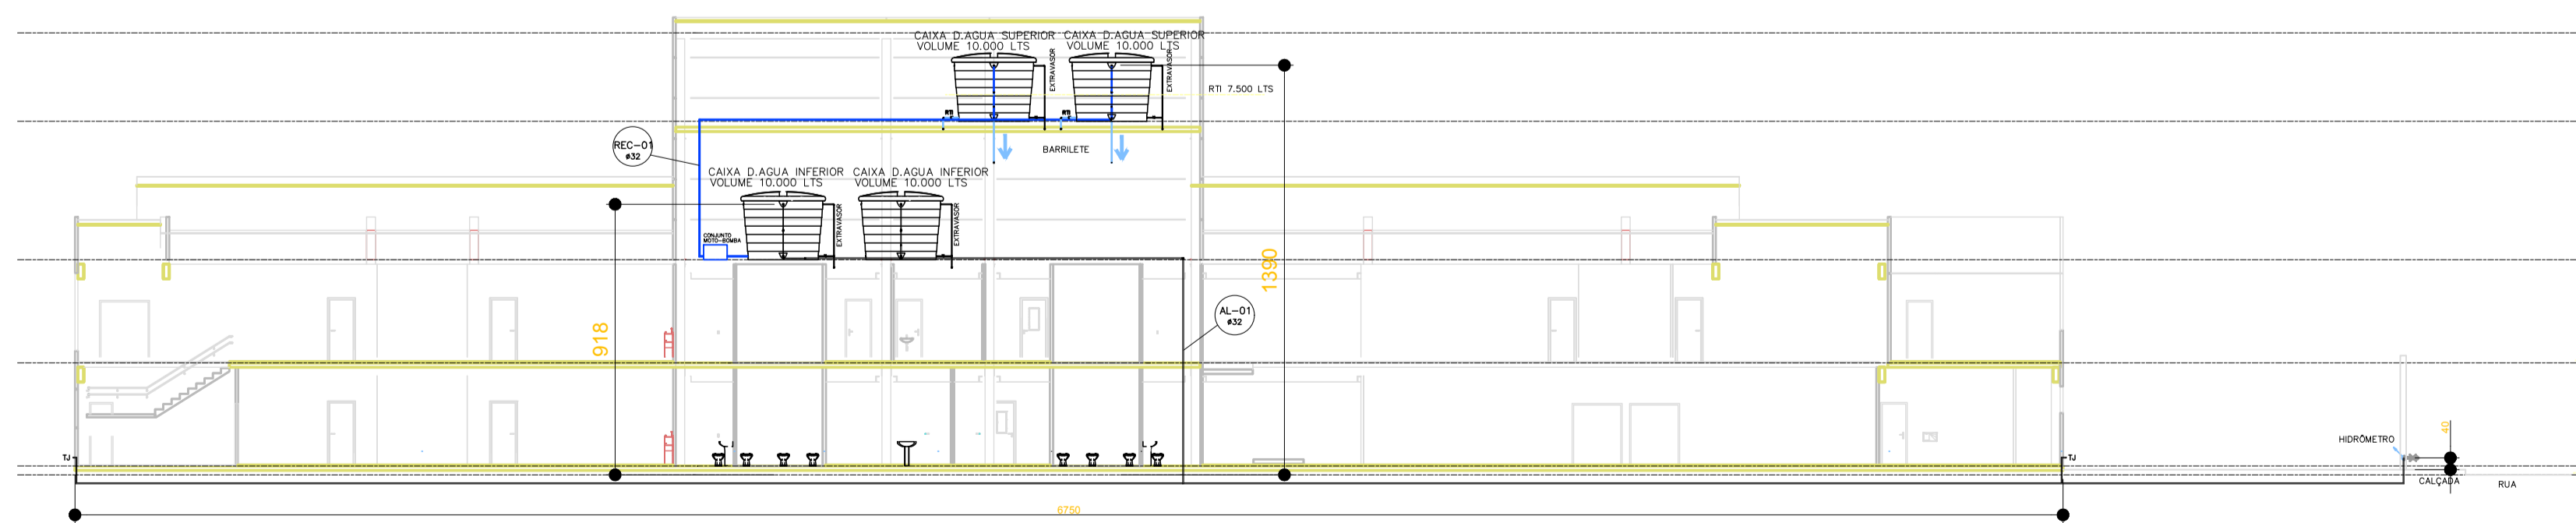 CAIXA D.AGUA SUPERIOR
VOLUME 10.000 LTS
CAIXA D.AGUA SUPERIOR
VOLUME 10.000 LTS
EXTRAVASOR
EXTRAVASOR
RTI 7.500 LTS
RTI
RTI
REC-01
ø32
BARRILETE
CAIXA D.AGUA INFERIOR
VOLUME 10.000 LTS
CAIXA D.AGUA INFERIOR
VOLUME 10.000 LTS
EXTRAVASOR
EXTRAVASOR
CONJUNTO
MOTO-BOMBA
1390
AL-01
ø32
918
HIDRÔMETRO
40
TJ
TJ
CALÇADA
RUA
6750